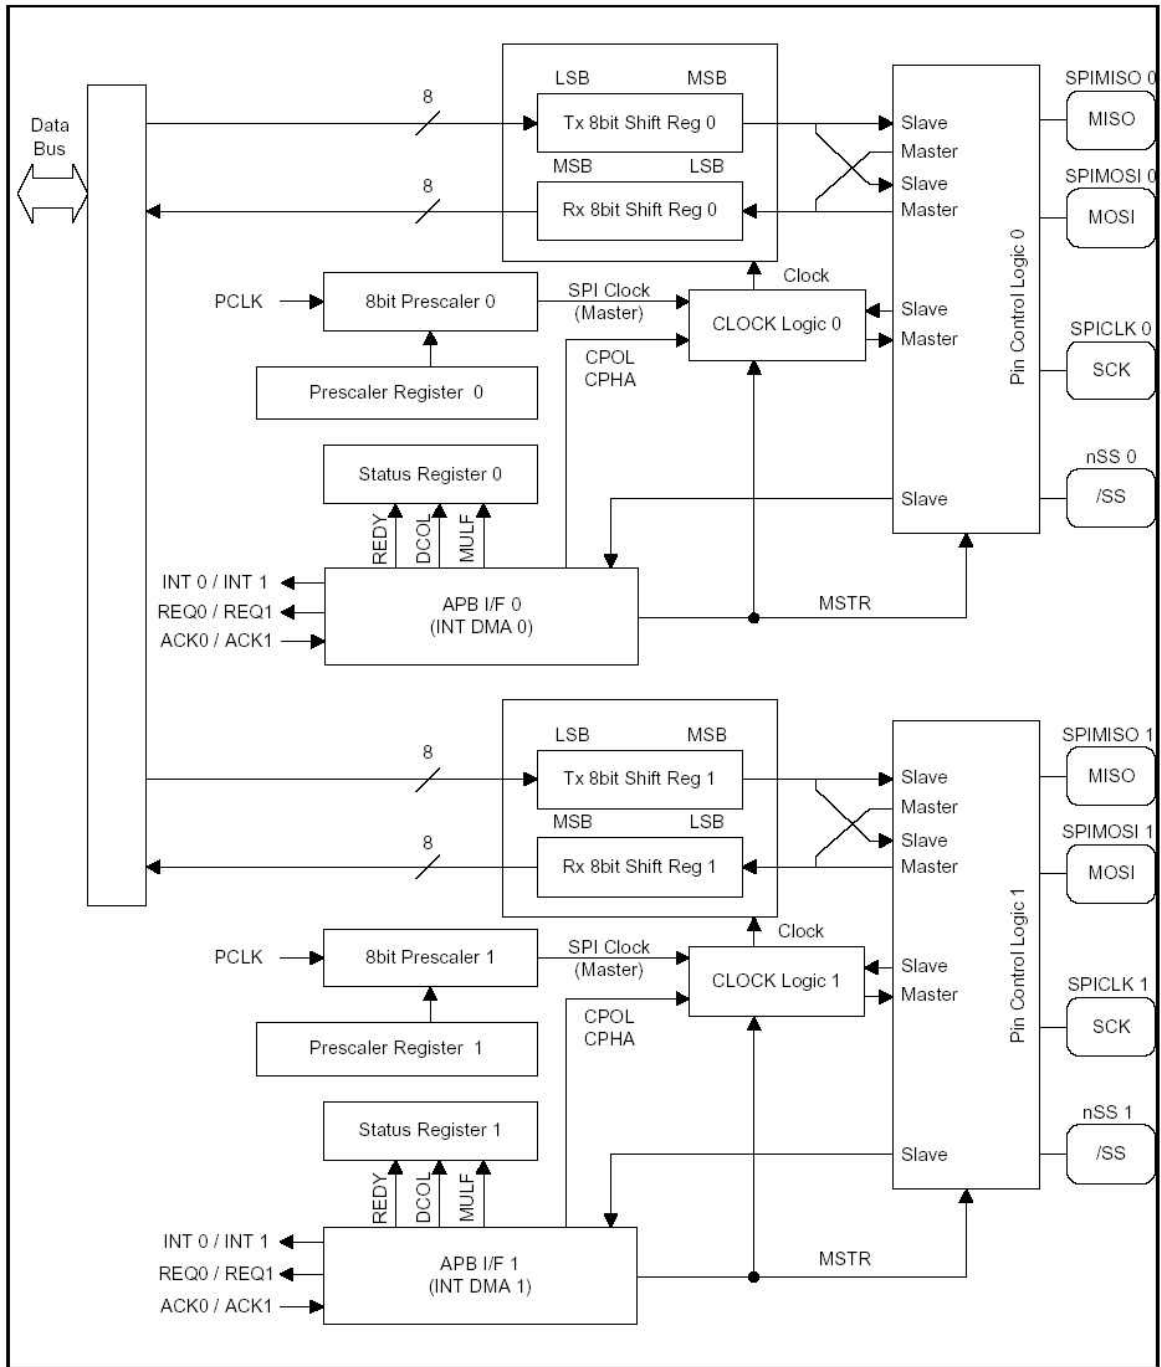 LSB MSB
SPIMISO 0
8
Tx 8bit Shift Reg 0
Slave
MISO
Data
Bus
Master
MSB LSB
SPIMOSI 0
8
Slave
Rx 8bit Shift Reg 0
Master
MOSI
Pin Control Logic 0
Clock
PCLK
8bit Prescaler 0
SPI Clock
(Master)
CLOCK Logic 0
Slave
Master
SPICLK 0
SCK
CPOL
CPHA
Prescaler Register 0
Status Register 0
nSS 0
Slave
/SS
REDY
DCOL
MULF
INT 0 / INT 1
REQ0 / REQ1
ACK0 / ACK1
APB I/F 0
(INT DMA 0)
MSTR
LSB MSB
SPIMISO 1
8
Tx 8bit Shift Reg 1
Slave
MISO
Master
MSB LSB
SPIMOSI 1
8
Slave
Rx 8bit Shift Reg 1
Master
MOSI
Pin Control Logic 1
Clock
PCLK
8bit Prescaler 1
SPI Clock
(Master)
CLOCK Logic 1
Slave
Master
SPICLK 1
SCK
CPOL
CPHA
Prescaler Register 1
Status Register 1
nSS 1
Slave
/SS
REDY
DCOL
MULF
INT 0 / INT 1
REQ0 / REQ1
ACK0 / ACK1
APB I/F 1
(INT DMA 1)
MSTR